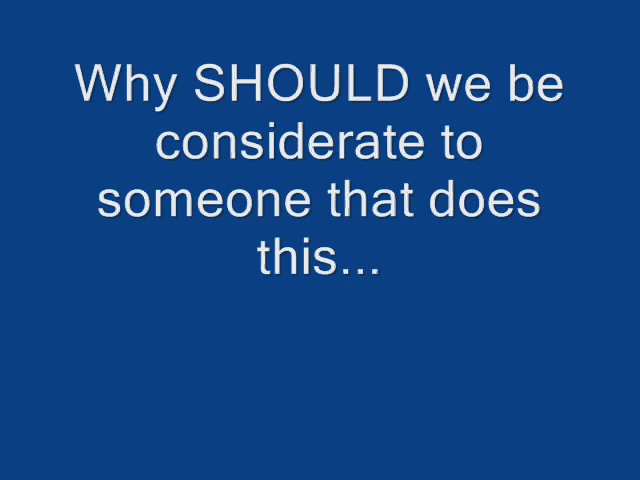 Why SHOULD we be
considerate to
someone that does
this...